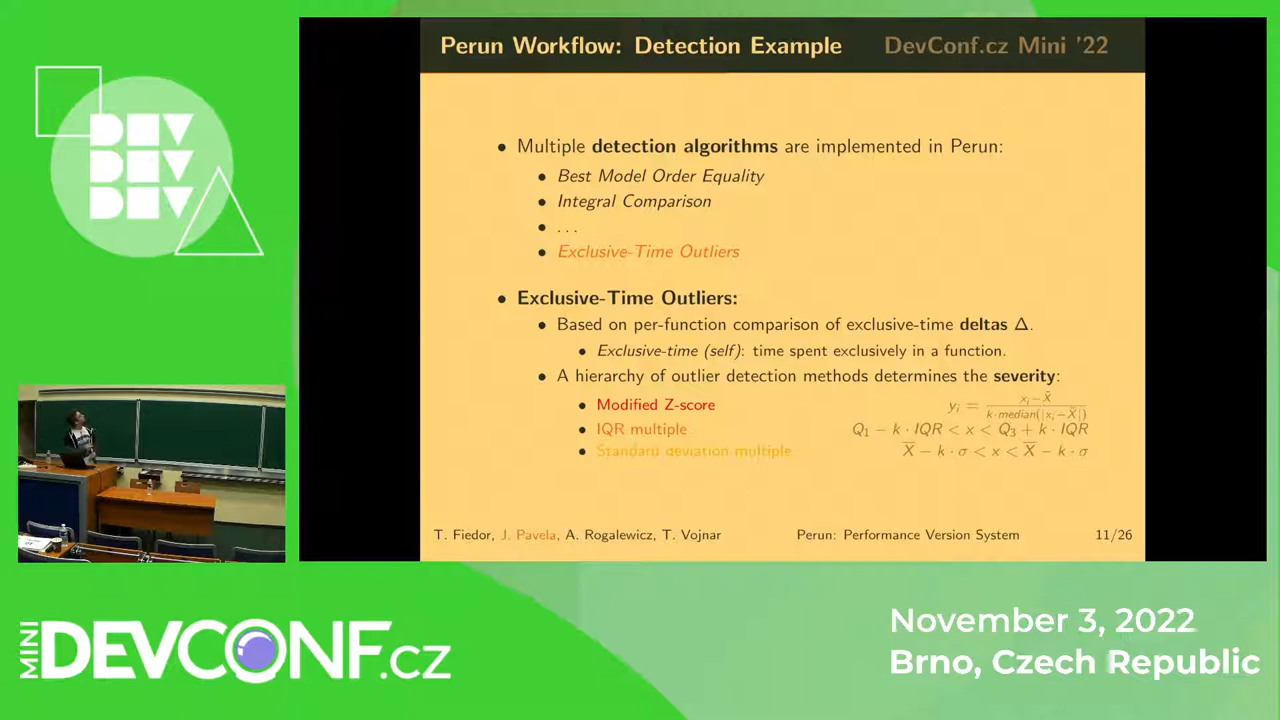 Perun Workflow: Detection Example DevConf.cz Mini '22
DEV
DEV
DEV
• Multiple detection algorithms are implemented in Perun:
• Best Model Order Equality
• Integral Comparison
• . . .
• Exclusive-Time Outliers
• Exclusive-Time Outliers:
• Based on per-function comparison of exclusive-time deltas Δ.
• Exclusive-time (self): time spent exclusively in a function.
• A hierarchy of outlier detection methods determines the severity:
• Modified Z-score y_i = (x_i − X̃) / (k·median(|x_i − X̃|))
• IQR multiple Q₁ − k · IQR < x < Q₃ + k · IQR
• Standard deviation multiple X̅ − k · σ < x < X̅ − k · σ
T. Fiedor, J. Pavela, A. Rogalewicz, T. Vojnar Perun: Performance Version System 11/26
MINI DEVCONF.cz
November 3, 2022
Brno, Czech Republic